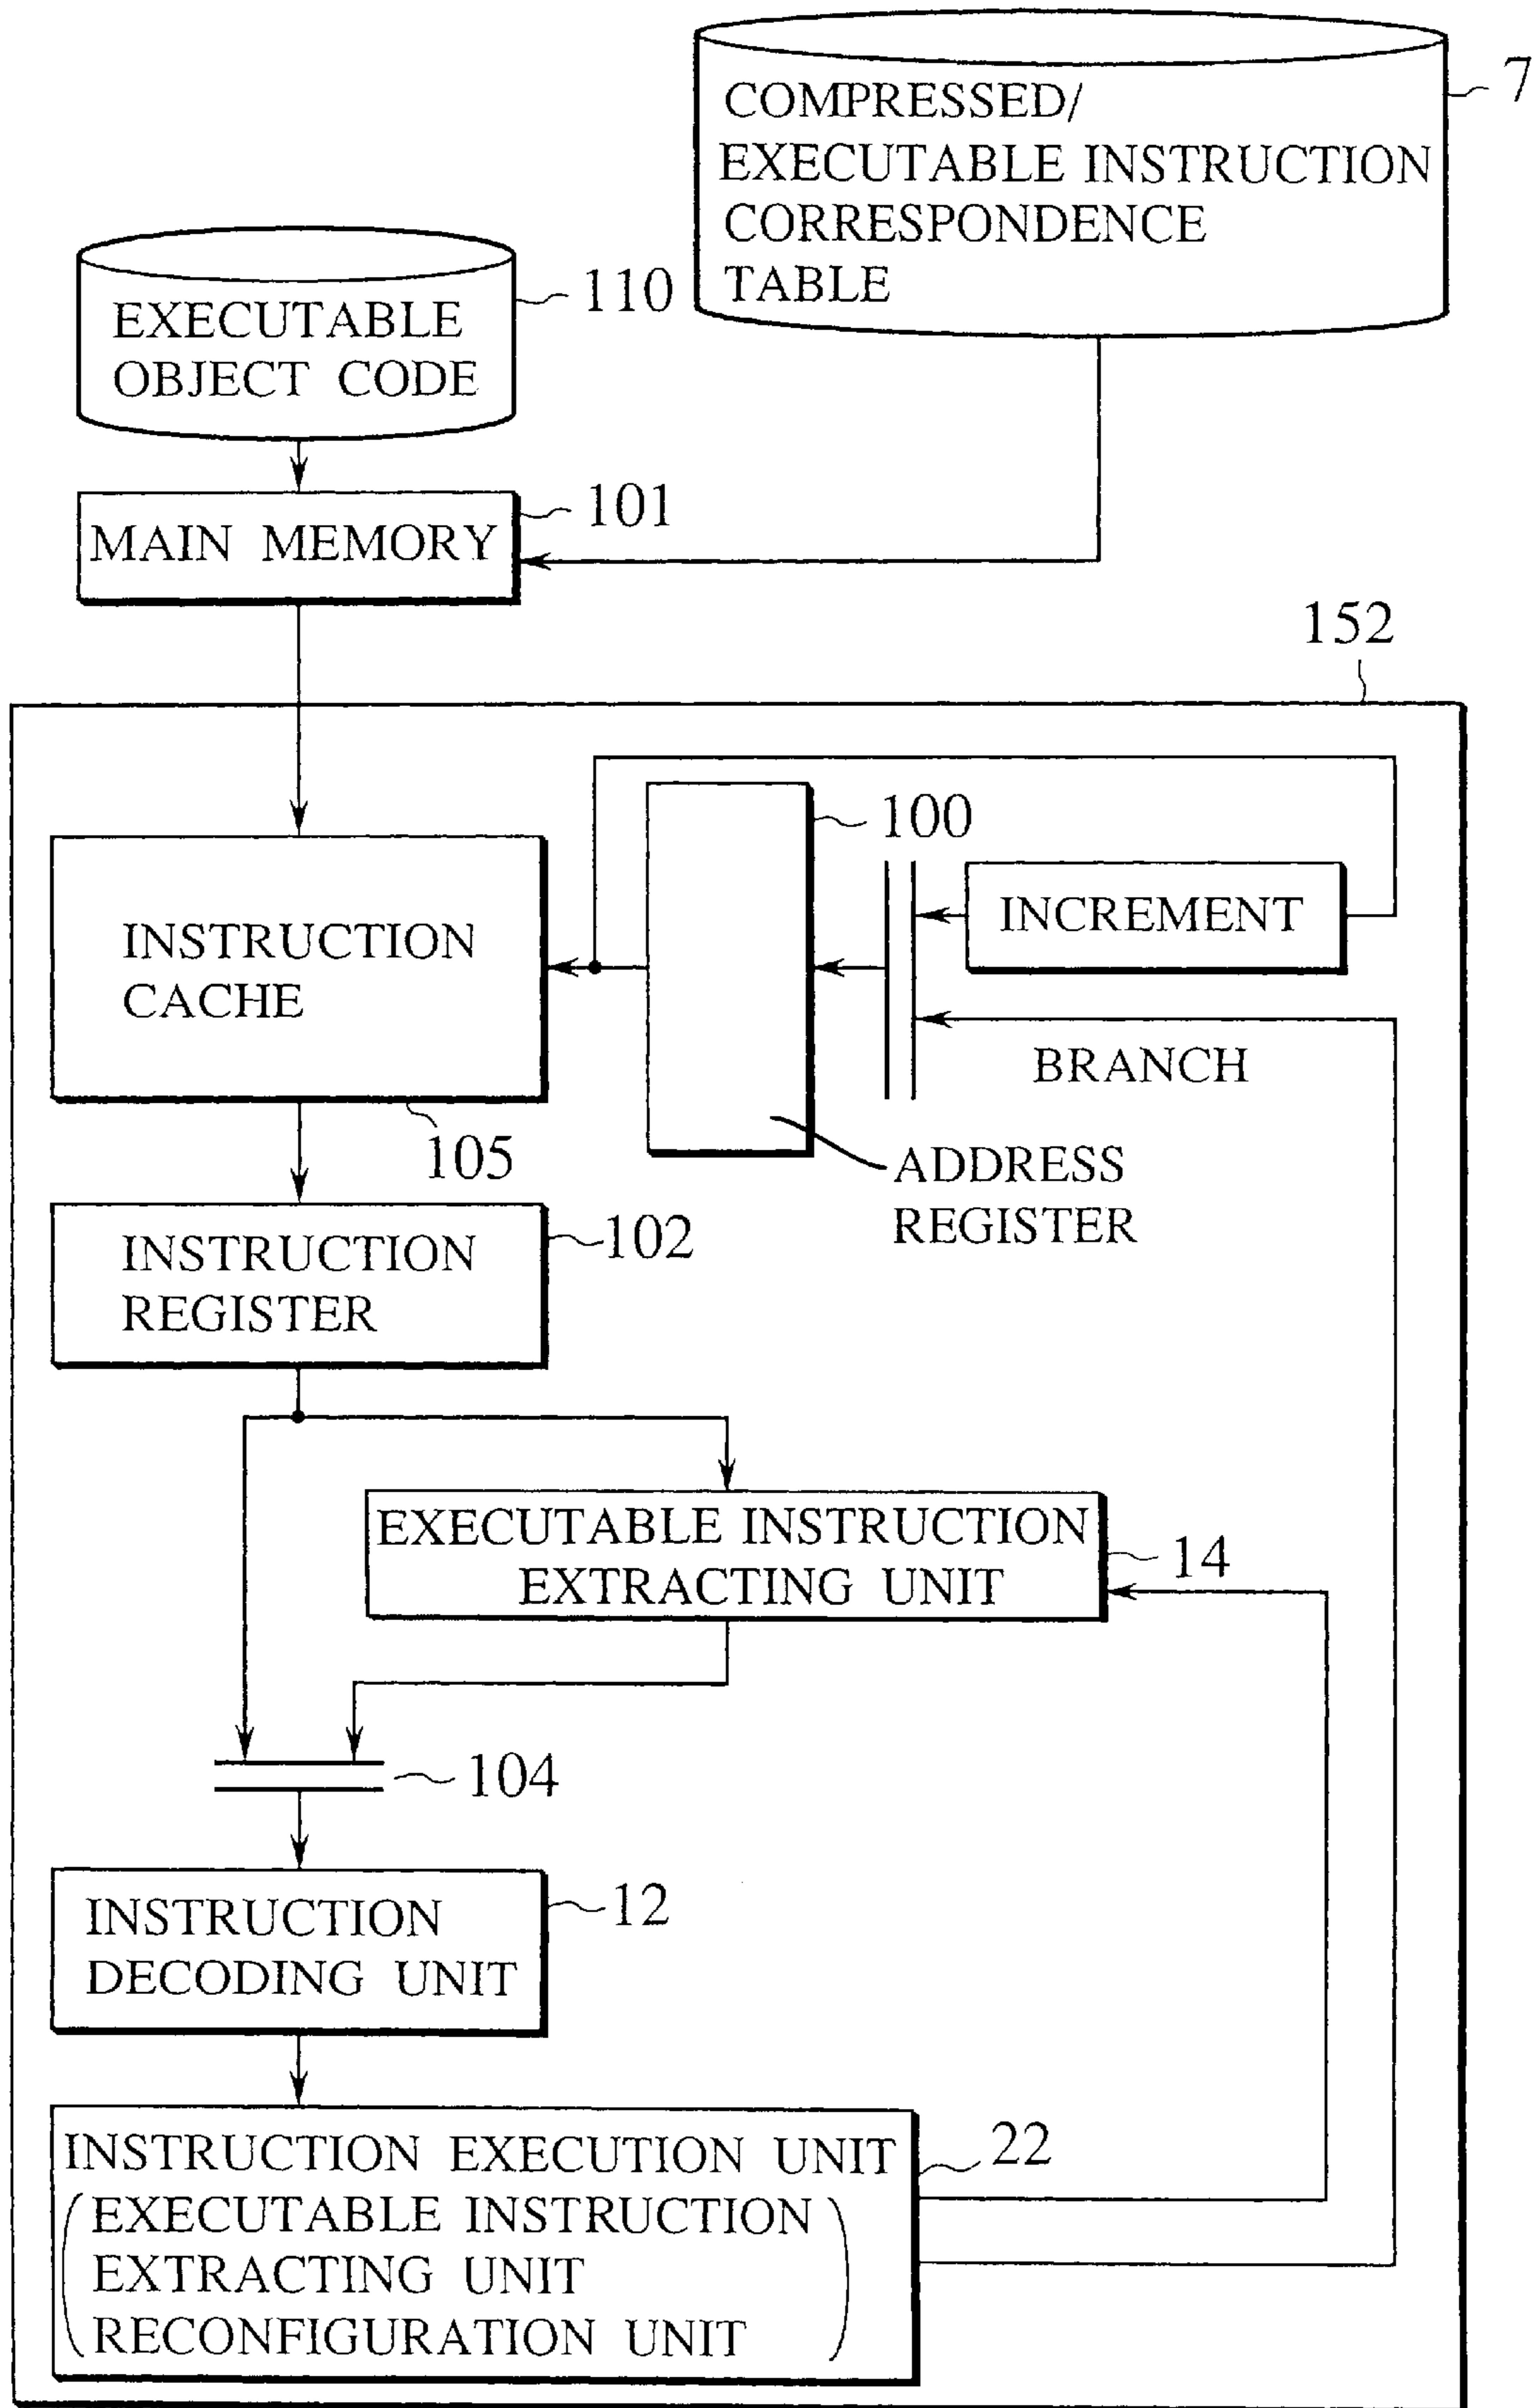 COMPRESSED/
EXECUTABLE INSTRUCTION
CORRESPONDENCE
TABLE
7
EXECUTABLE
OBJECT CODE
110
MAIN MEMORY
101
152
100
INCREMENT
INSTRUCTION
CACHE
BRANCH
105
ADDRESS
REGISTER
INSTRUCTION
REGISTER
102
EXECUTABLE INSTRUCTION
EXTRACTING UNIT
14
104
INSTRUCTION
DECODING UNIT
12
INSTRUCTION EXECUTION UNIT
(EXECUTABLE INSTRUCTION
EXTRACTING UNIT
RECONFIGURATION UNIT)
22